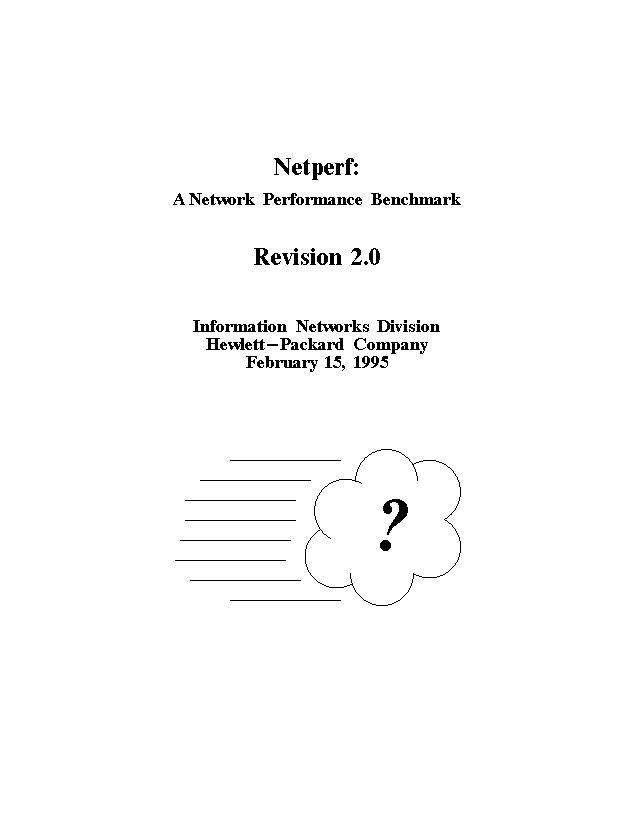 Netperf:
A Network Performance Benchmark
Revision 2.0
Information Networks Division
Hewlett-Packard Company
February 15, 1995
?